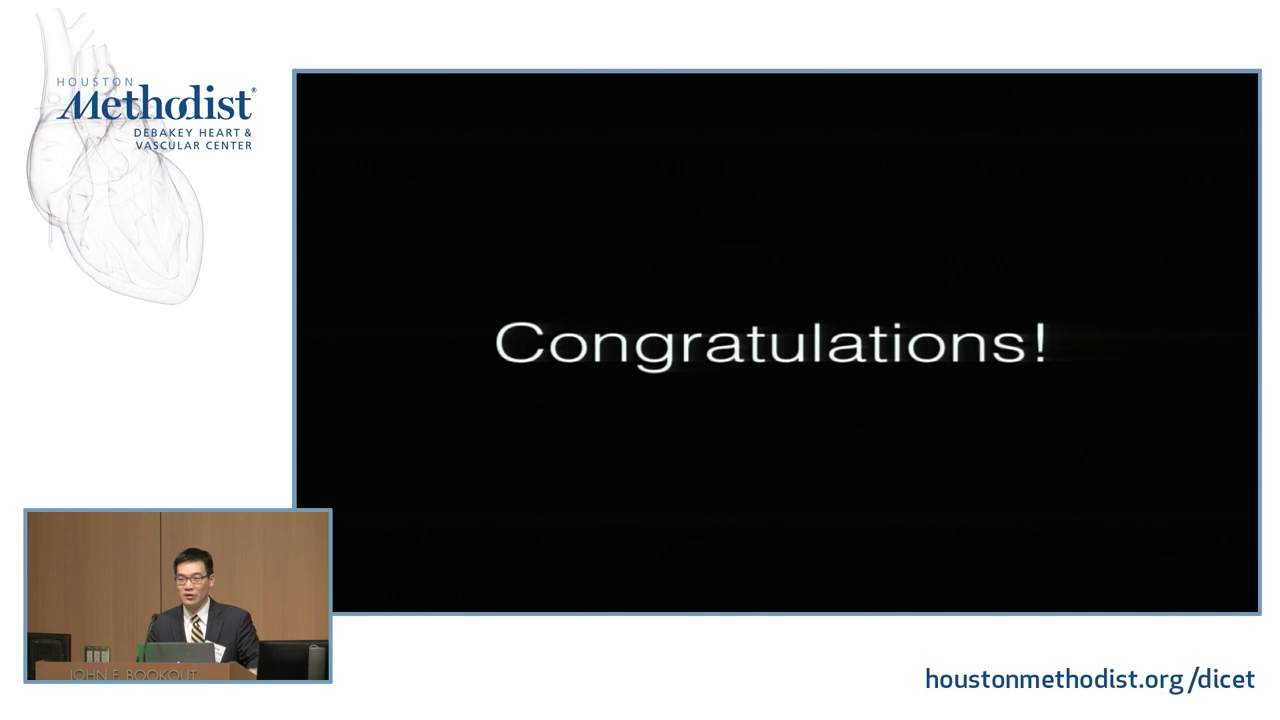 HOUSTON
Methodist®
DEBAKEY HEART &
VASCULAR CENTER
Congratulations!
JOHN F. BOOKOUT
houstonmethodist.org/dicet